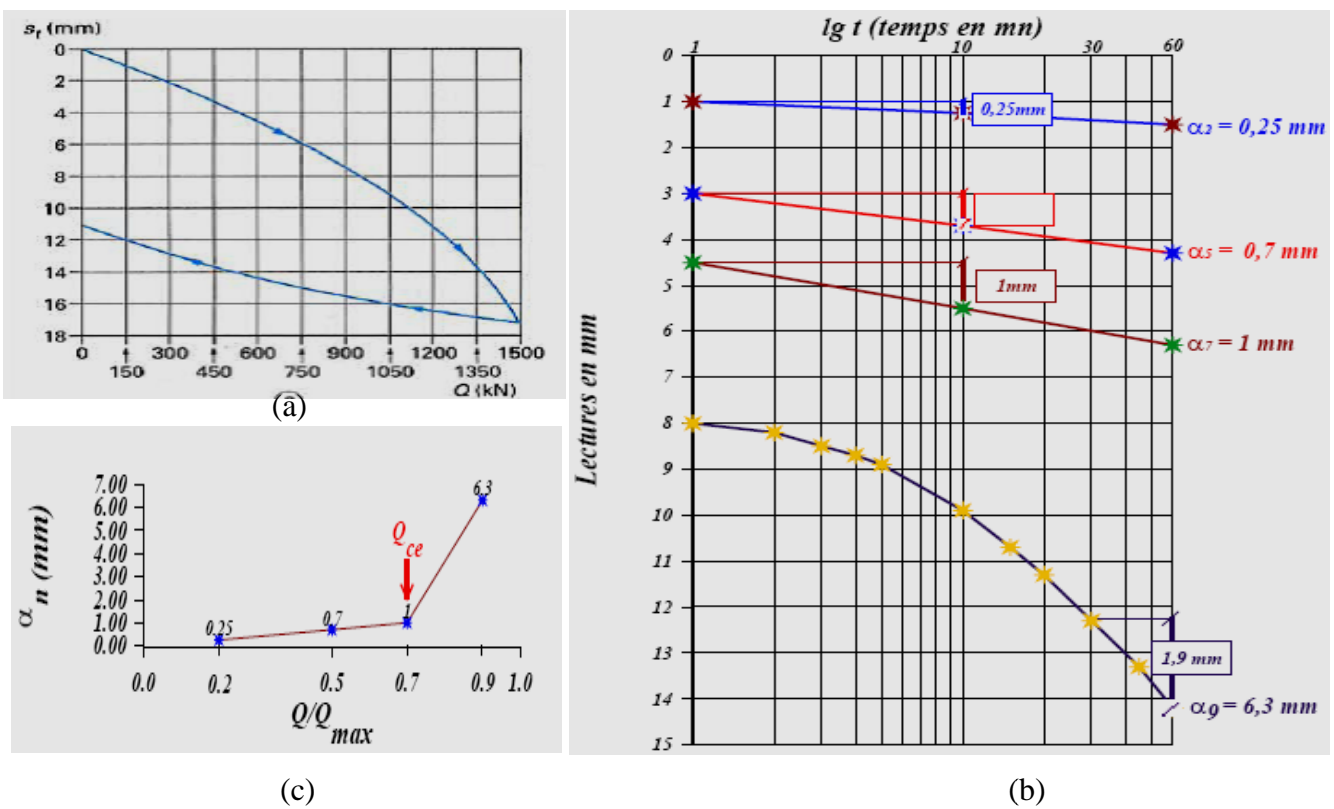 s_f (mm)
0
2
4
6
8
10
12
14
16
18
0 300 600 900 1200 1500
150 450 750 1050 1350
Q (kN)
(a)
α_n (mm)
7.00
6.00
5.00
4.00
3.00
2.00
1.00
0.00
0.25
0.7
Q_ce
1
6.3
0.0 0.2 0.5 0.7 0.9 1.0
Q/Q_max
(c)
lg t (temps en mn)
1 10 30 60
Lectures en mm
0
1
2
3
4
5
6
7
8
9
10
11
12
13
14
15
0,25mm
α₂ = 0,25 mm
α₅ = 0,7 mm
1mm
α₇ = 1 mm
1,9 mm
α₉ = 6,3 mm
(b)